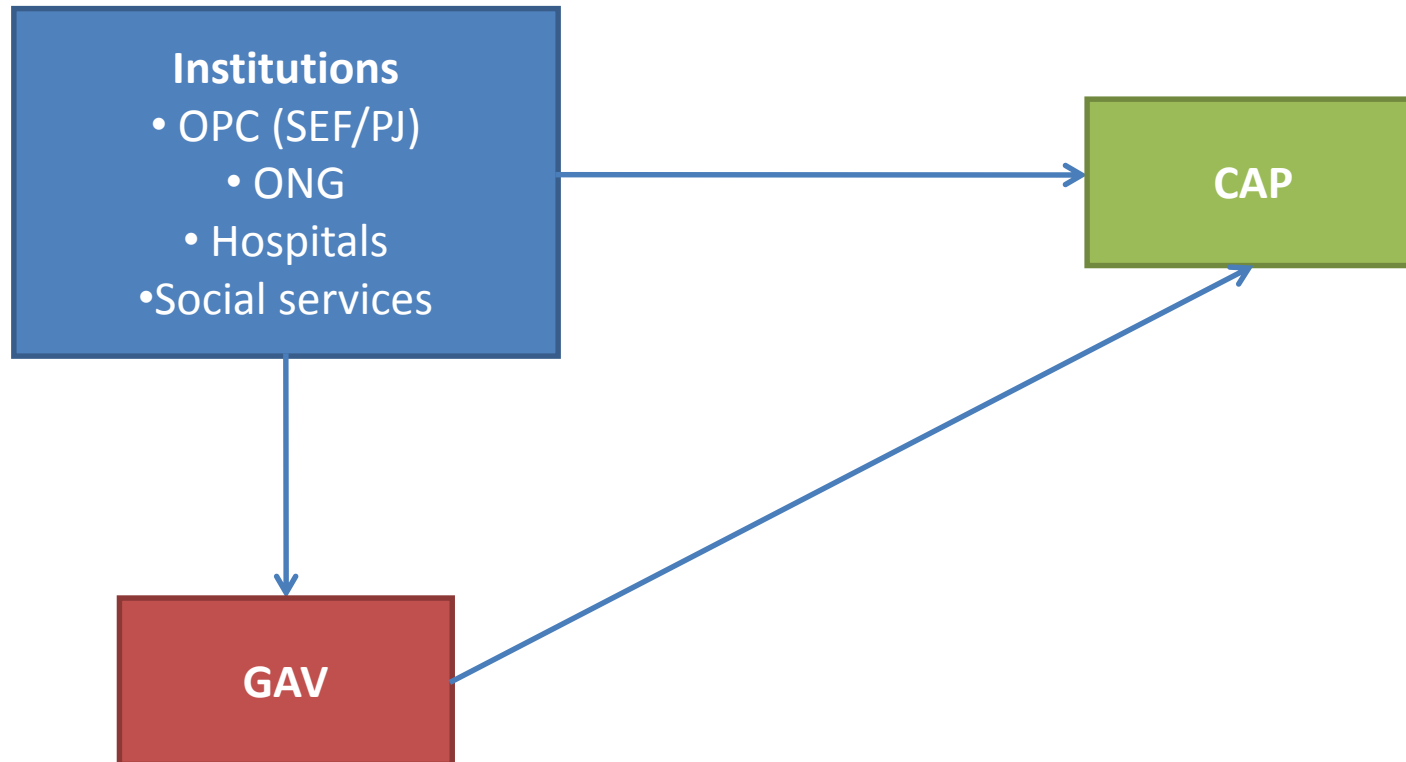 Institutions
• OPC (SEF/PJ)
• ONG
• Hospitals
•Social services
CAP
GAV